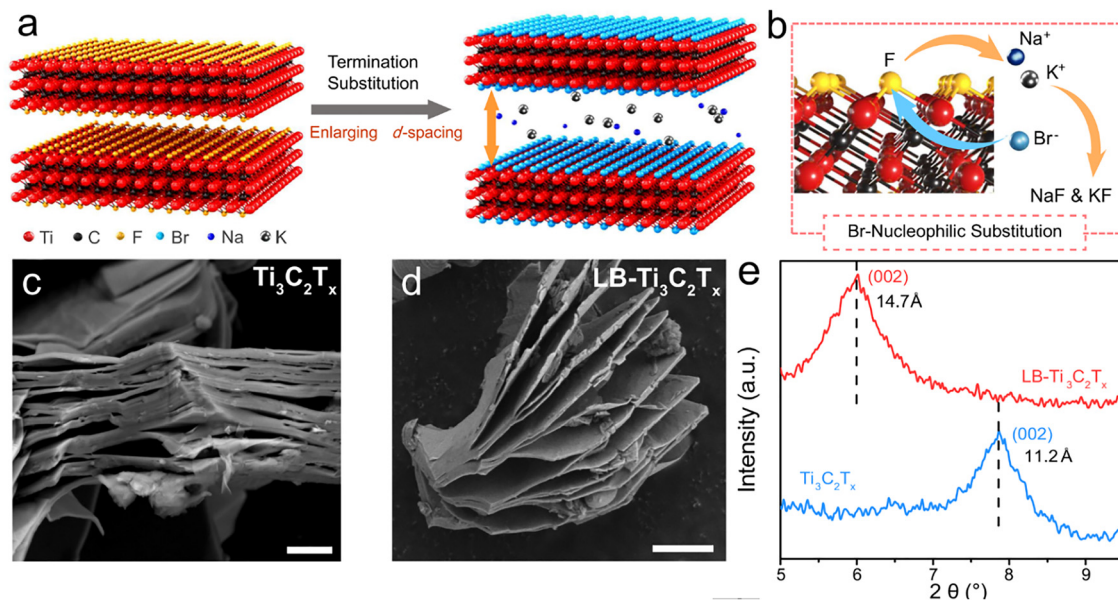 a
Termination
Substitution
Enlarging d-spacing
Ti C F Br Na K
b
F
Na⁺
K⁺
Br⁻
NaF & KF
Br-Nucleophilic Substitution
c
Ti₃C₂Tₓ
d
LB-Ti₃C₂Tₓ
e
(002)
14.7Å
LB-Ti₃C₂Tₓ
(002)
11.2Å
Ti₃C₂Tₓ
Intensity (a.u.)
5 6 7 8 9
2 θ (°)